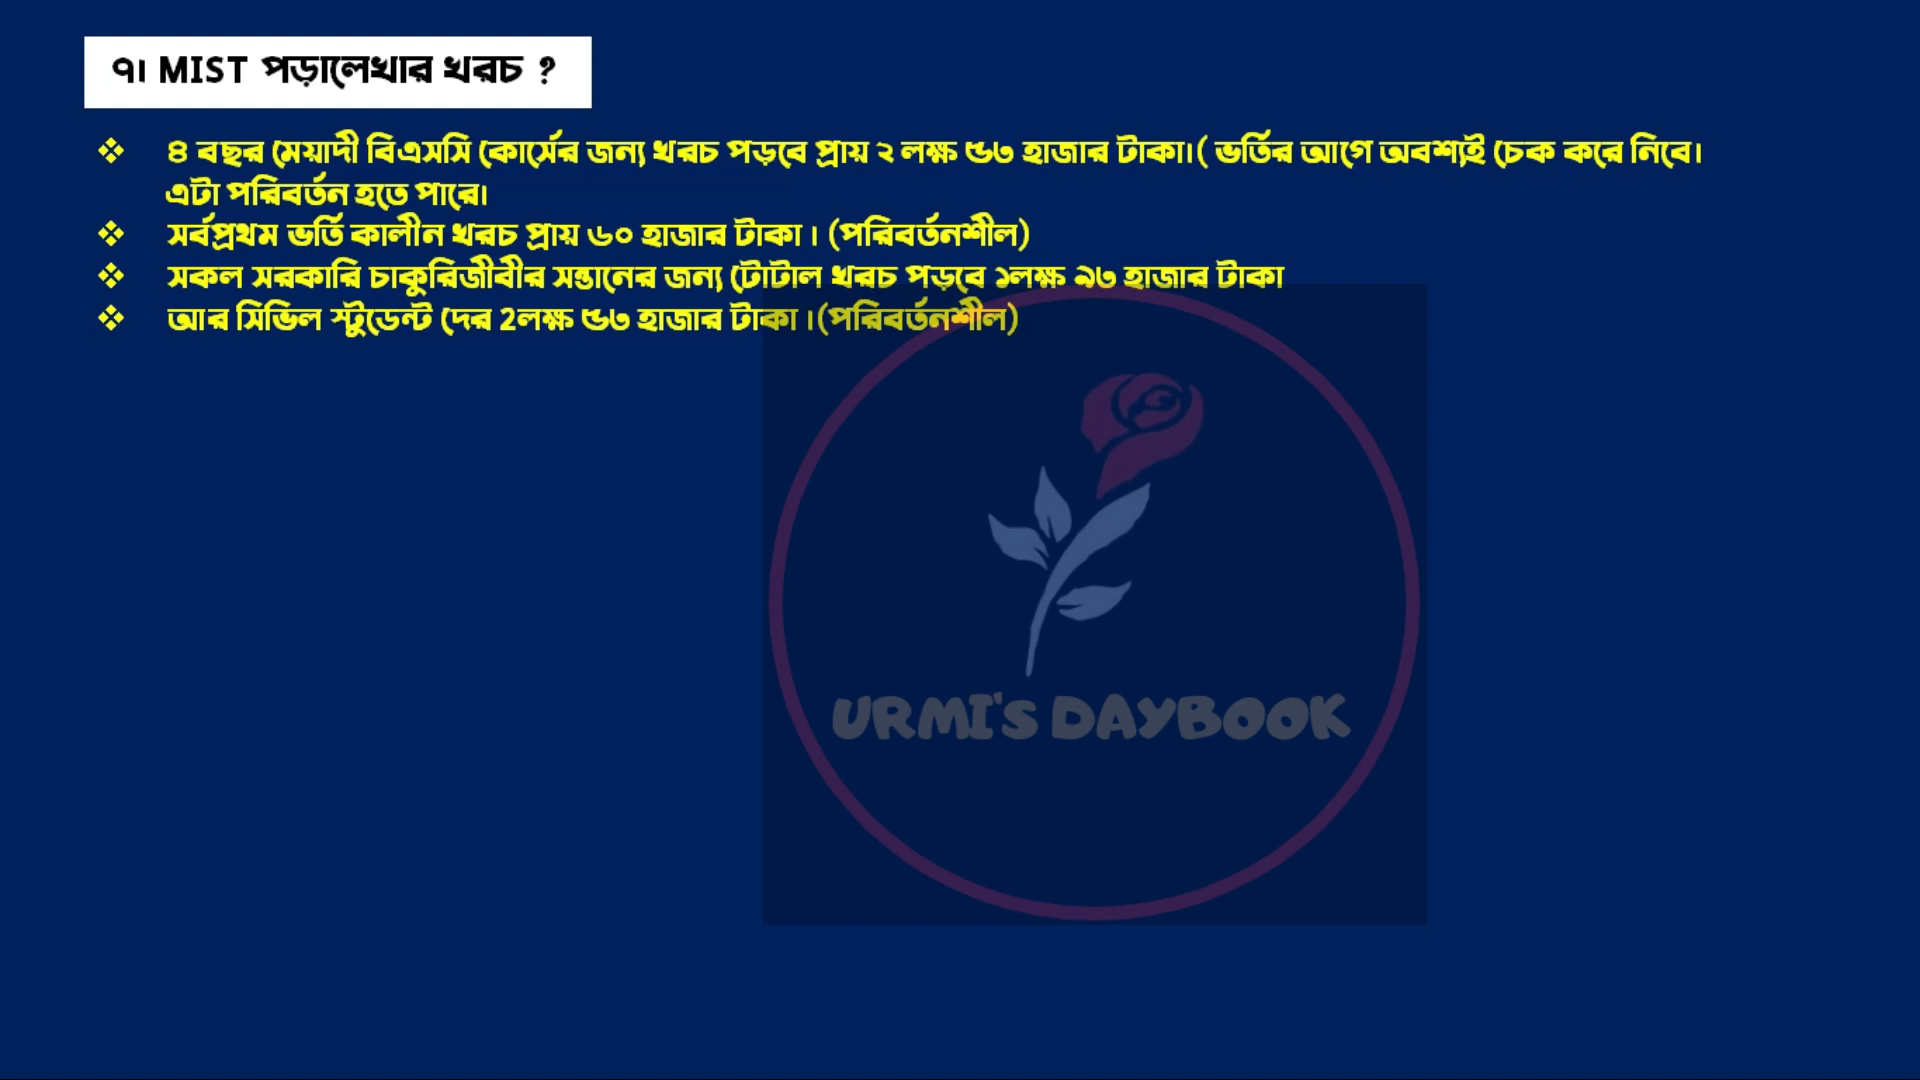 ৭। MIST পড়ালেখার খরচ ?
৪ বছর মেয়াদী বিএসসি কোর্সের জন্য খরচ পড়বে প্রায় ২ লক্ষ ৫৩ হাজার টাকা।( ভর্তির আগে অবশ্যই চেক করে নিবে।
এটা পরিবর্তন হতে পারে।
সর্বপ্রথম ভর্তি কালীন খরচ প্রায় ৬০ হাজার টাকা । (পরিবর্তনশীল)
সকল সরকারি চাকুরিজীবীর সন্তানের জন্য টোটাল খরচ পড়বে ১লক্ষ ৯৩ হাজার টাকা
আর সিভিল স্টুডেন্ট দের 2লক্ষ ৫৩ হাজার টাকা ।(পরিবর্তনশীল)
URMI's DAYBOOK